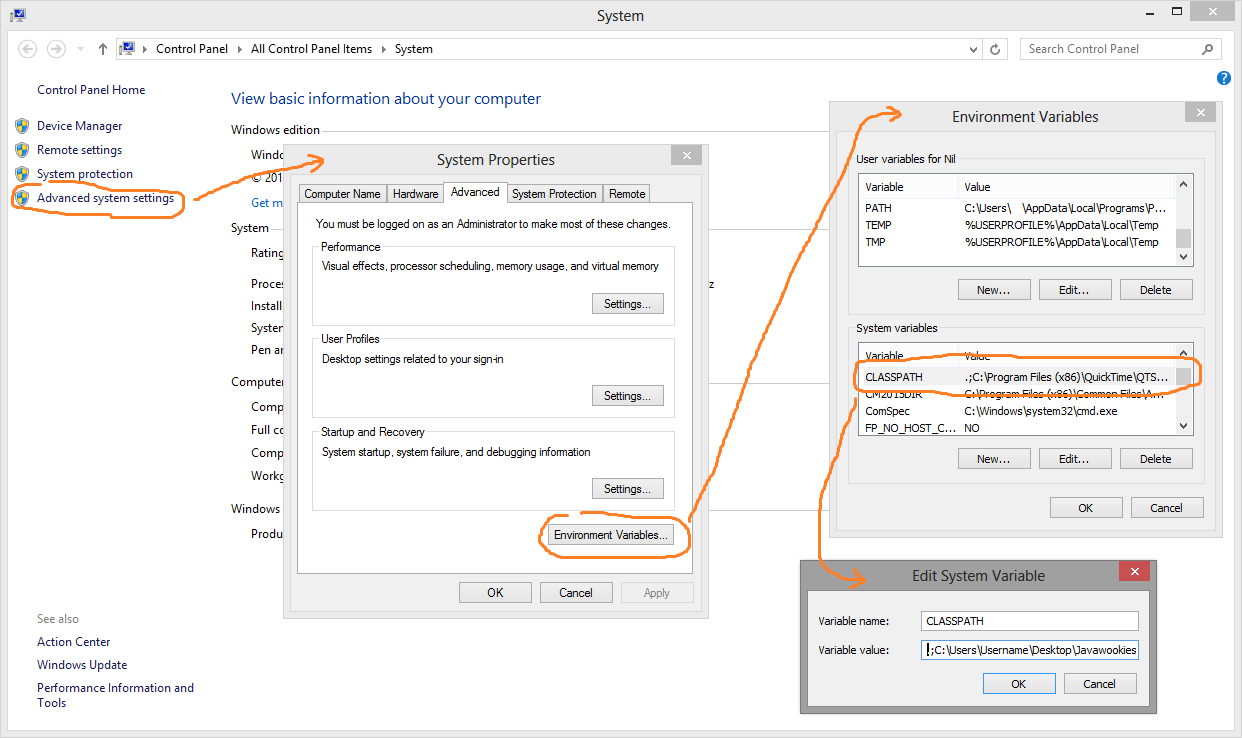 System
Control Panel All Control Panel Items System
Search Control Panel
Control Panel Home
Device Manager
Remote settings
System protection
Advanced system settings
See also
Action Center
Windows Update
Performance Information and
Tools
View basic information about your computer
Windows edition
Windo
© 201
Get m
System
Rating
Proces
z
Install
System
Pen an
Computer
Comp
Full co
Comp
Workg
Windows
Produ
System Properties
Computer Name Hardware Advanced System Protection Remote
You must be logged on as an Administrator to make most of these changes.
Performance
Visual effects, processor scheduling, memory usage, and virtual memory
Settings...
User Profiles
Desktop settings related to your sign-in
Settings...
Startup and Recovery
System startup, system failure, and debugging information
Settings...
Environment Variables...
OK Cancel Apply
Environment Variables
User variables for Nil
Variable Value
PATH C:\Users\ \AppData\Local\Programs\P...
TEMP %USERPROFILE%\AppData\Local\Temp
TMP %USERPROFILE%\AppData\Local\Temp
New... Edit... Delete
System variables
Variable Value
CLASSPATH .;C:\Program Files (x86)\QuickTime\QTS...
CM2015DIR C:\Program Files (x86)\Common Files\A...
ComSpec C:\Windows\system32\cmd.exe
FP_NO_HOST_C... NO
New... Edit... Delete
OK Cancel
Edit System Variable
Variable name: CLASSPATH
Variable value: .;C:\Users\Username\Desktop\Javawookies
OK Cancel